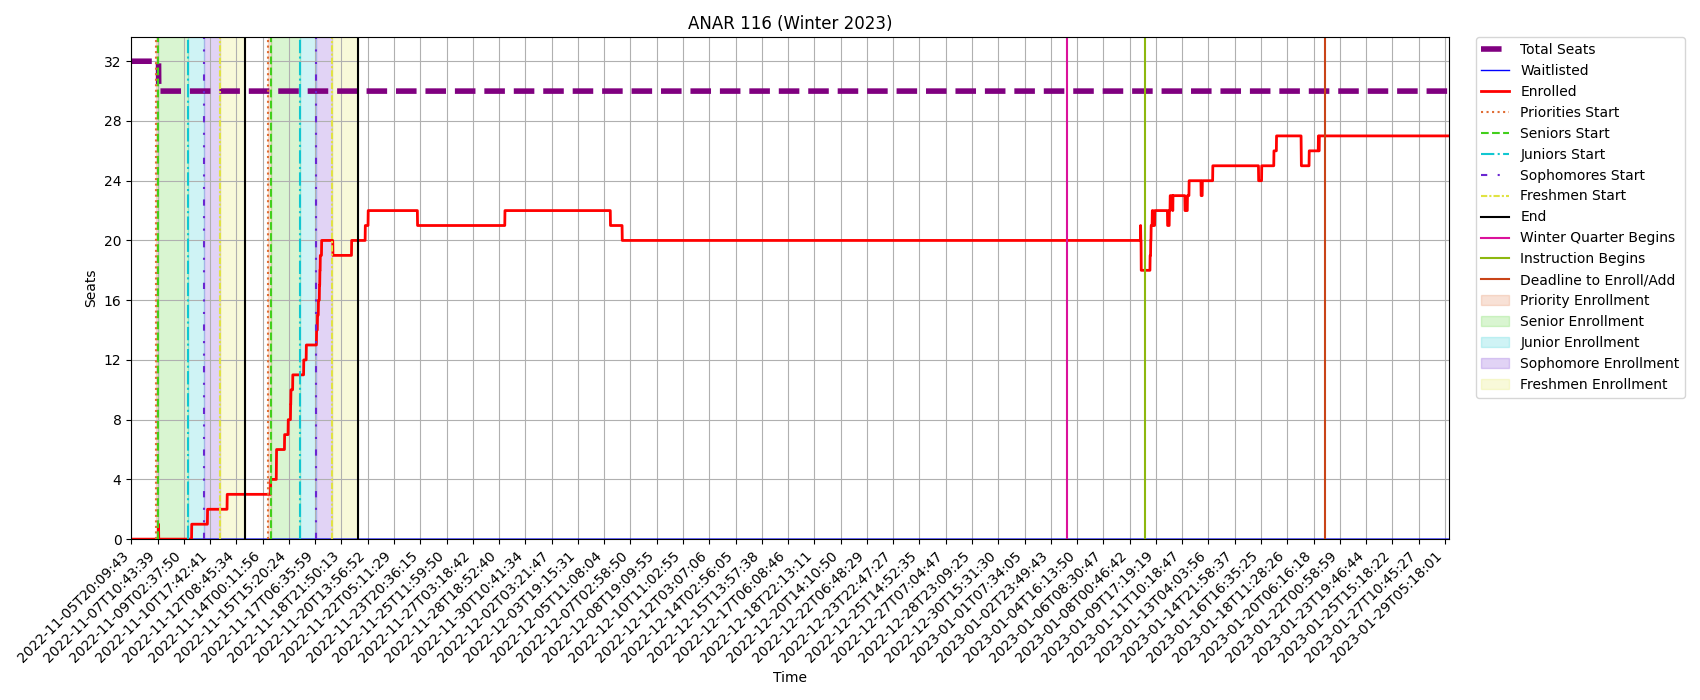 ANAR 116 (Winter 2023)
Seats
32
28
24
20
16
12
8
4
0
2022-11-05T20:09:43
2022-11-07T10:43:39
2022-11-09T02:37:50
2022-11-10T17:42:41
2022-11-12T08:45:34
2022-11-14T00:11:56
2022-11-15T15:20:24
2022-11-17T06:35:59
2022-11-18T21:50:13
2022-11-20T13:56:52
2022-11-22T05:11:29
2022-11-23T20:36:15
2022-11-25T11:59:50
2022-11-27T03:18:42
2022-11-28T18:52:40
2022-11-30T10:41:34
2022-12-02T03:21:47
2022-12-03T19:15:31
2022-12-05T11:08:04
2022-12-07T02:58:50
2022-12-08T19:09:55
2022-12-10T11:02:55
2022-12-12T03:07:06
2022-12-14T02:56:05
2022-12-15T13:57:38
2022-12-17T06:08:46
2022-12-18T22:13:11
2022-12-20T14:10:50
2022-12-22T06:48:29
2022-12-23T22:47:27
2022-12-25T14:52:35
2022-12-27T07:04:47
2022-12-28T23:09:25
2022-12-30T15:31:30
2023-01-01T07:34:05
2023-01-02T23:49:43
2023-01-04T16:13:50
2023-01-06T08:30:47
2023-01-08T00:46:42
2023-01-09T17:19:19
2023-01-11T10:18:47
2023-01-13T04:03:56
2023-01-14T21:58:37
2023-01-16T16:35:25
2023-01-18T11:28:26
2023-01-20T06:16:18
2023-01-22T00:58:59
2023-01-23T19:46:44
2023-01-25T15:18:22
2023-01-27T10:45:27
2023-01-29T05:18:01
Time
Total Seats
Waitlisted
Enrolled
Priorities Start
Seniors Start
Juniors Start
Sophomores Start
Freshmen Start
End
Winter Quarter Begins
Instruction Begins
Deadline to Enroll/Add
Priority Enrollment
Senior Enrollment
Junior Enrollment
Sophomore Enrollment
Freshmen Enrollment